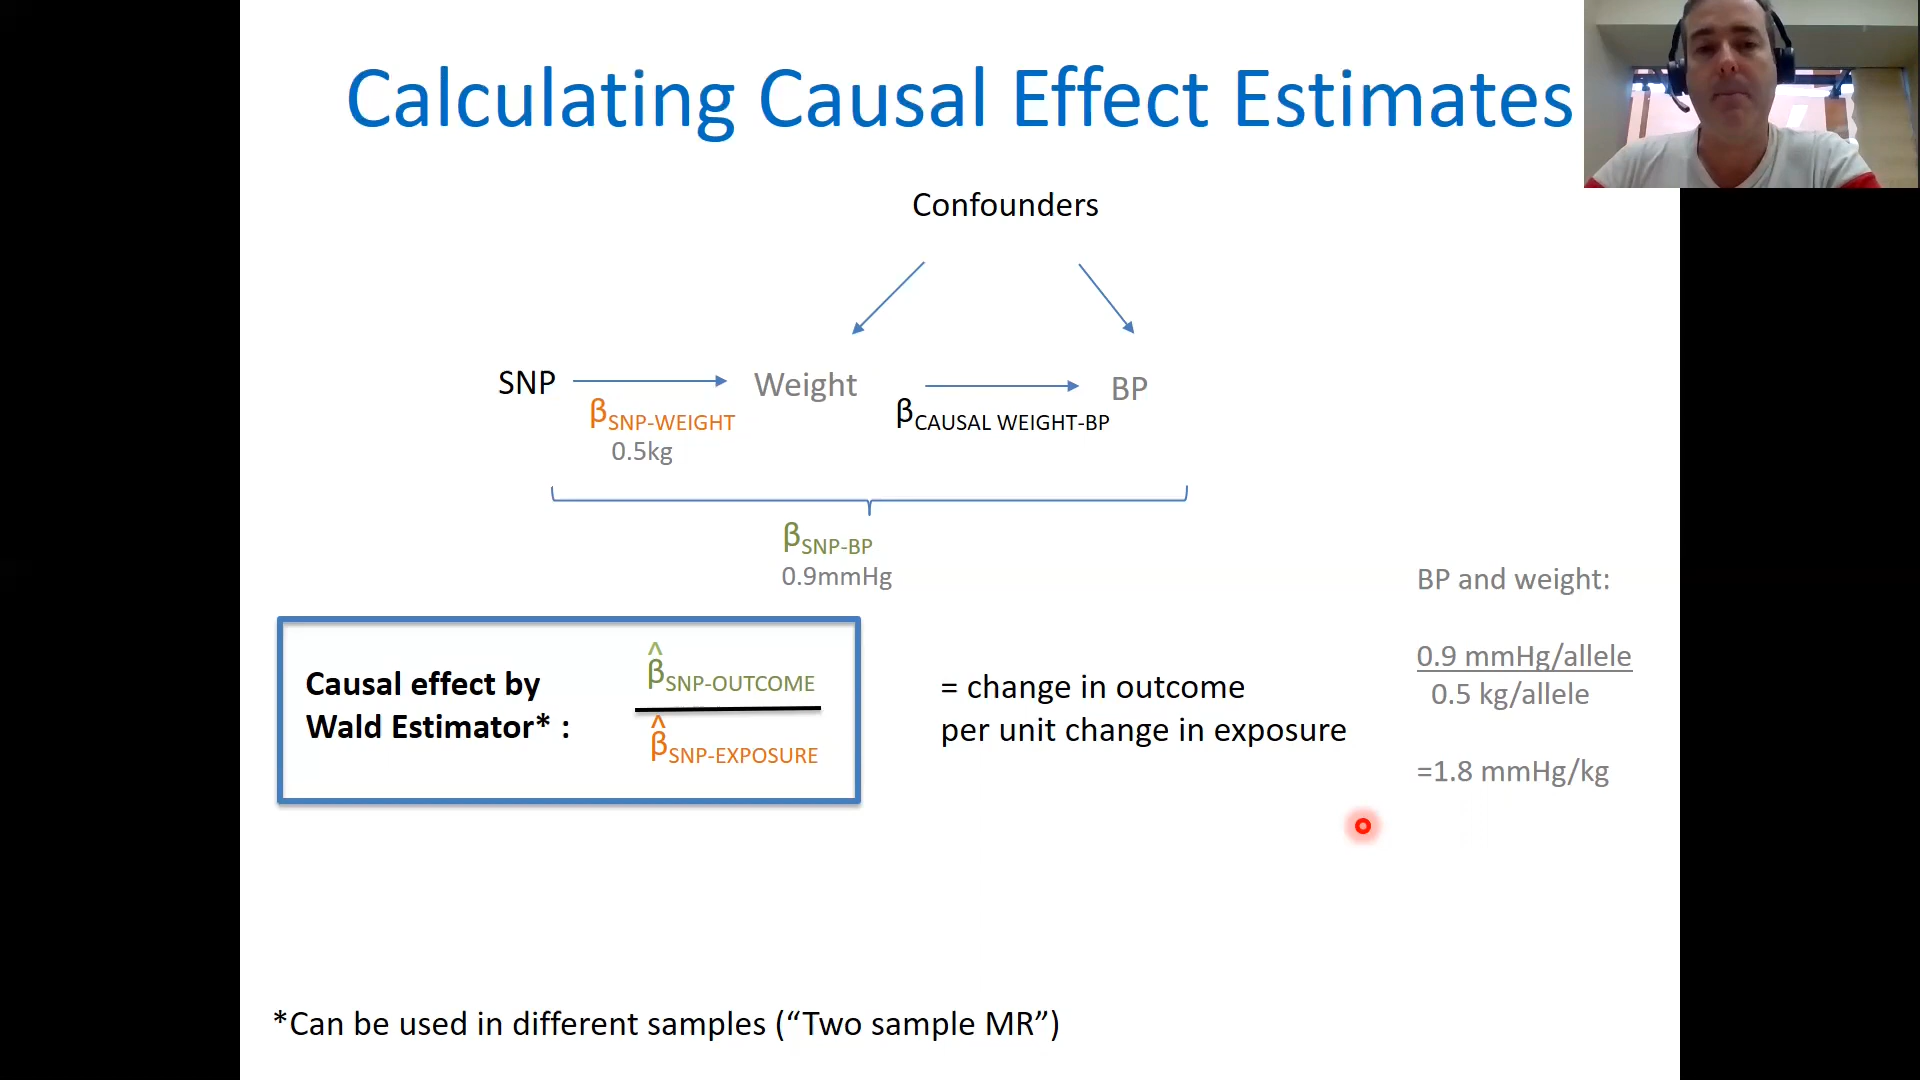 Calculating Causal Effect Estimates
Confounders
SNP
Weight
BP
βSNP-WEIGHT
0.5kg
βCAUSAL WEIGHT-BP
βSNP-BP
0.9mmHg
Causal effect by
Wald Estimator* :
β̂SNP-OUTCOME
β̂SNP-EXPOSURE
= change in outcome
per unit change in exposure
BP and weight:
0.9 mmHg/allele
0.5 kg/allele
=1.8 mmHg/kg
*Can be used in different samples (“Two sample MR”)